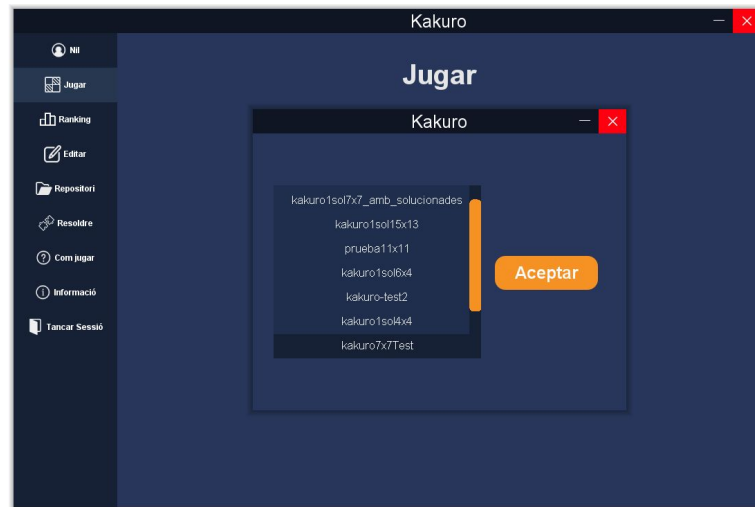 Kakuro
Nil
Jugar
Ranking
Editar
Repositori
Resoldre
Com jugar
Informació
Tancar Sessió
Jugar
Kakuro
kakuro1sol7x7_amb_solucionades
kakuro1sol15x13
prueba11x11
kakuro1sol6x4
kakuro-test2
kakuro1sol4x4
kakuro7x7Test
Aceptar